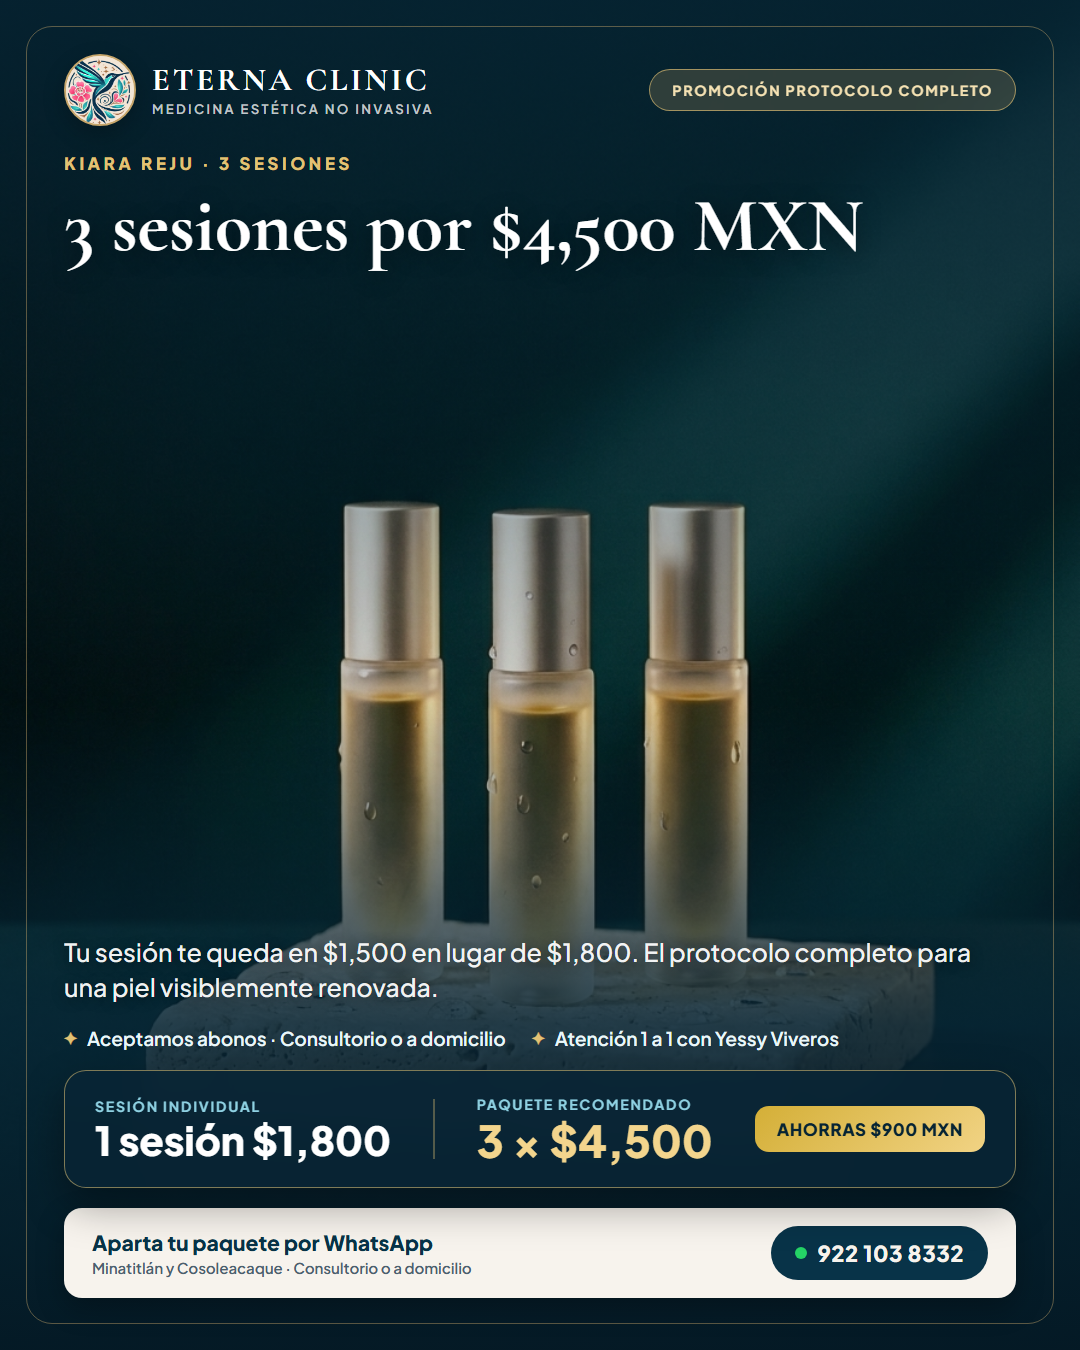 ETERNA CLINIC
MEDICINA ESTÉTICA NO INVASIVA
PROMOCIÓN PROTOCOLO COMPLETO
KIARA REJU · 3 SESIONES
3 sesiones por $4,500 MXN
Tu sesión te queda en $1,500 en lugar de $1,800. El protocolo completo para
una piel visiblemente renovada.
✦ Aceptamos abonos · Consultorio o a domicilio ✦ Atención 1 a 1 con Yessy Viveros
SESIÓN INDIVIDUAL
1 sesión $1,800
PAQUETE RECOMENDADO
3 × $4,500
AHORRAS $900 MXN
Aparta tu paquete por WhatsApp
Minatitlán y Cosoleacaque · Consultorio o a domicilio
922 103 8332